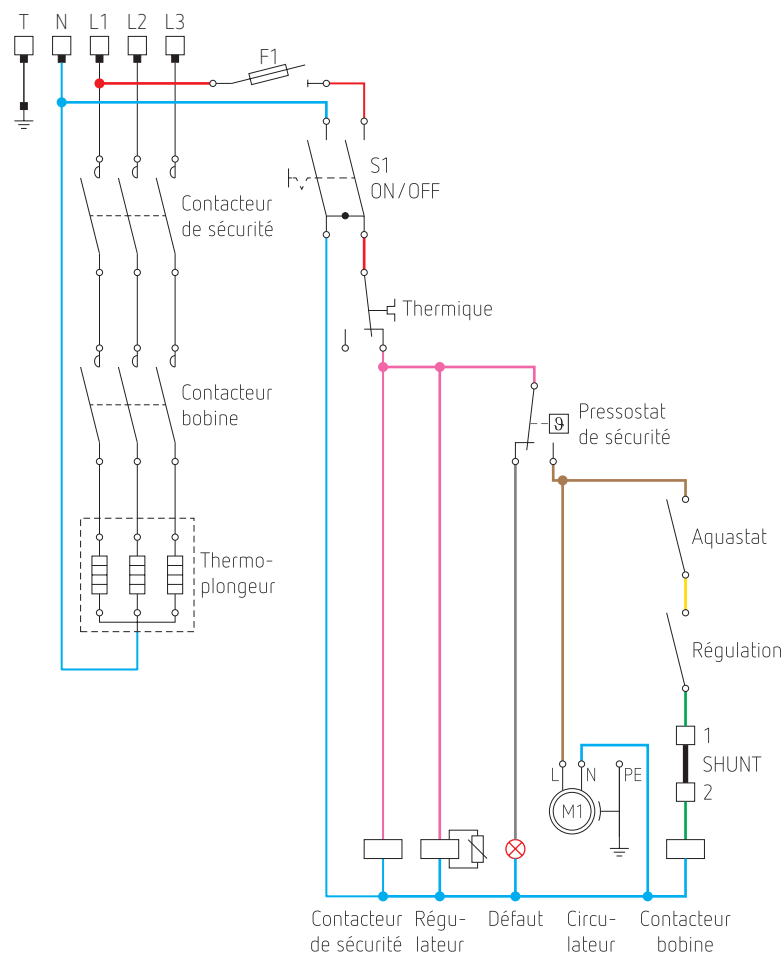 T N L1 L2 L3
F1
S1
ON/OFF
Contacteur
de sécurité
Thermique
Contacteur
bobine
Pressostat
de sécurité
ϑ
Aquastat
Thermo-
plongeur
Régulation
1
SHUNT
2
L N PE
M1
Contacteur
de sécurité
Régu-
lateur
Défaut
Circu-
lateur
Contacteur
bobine